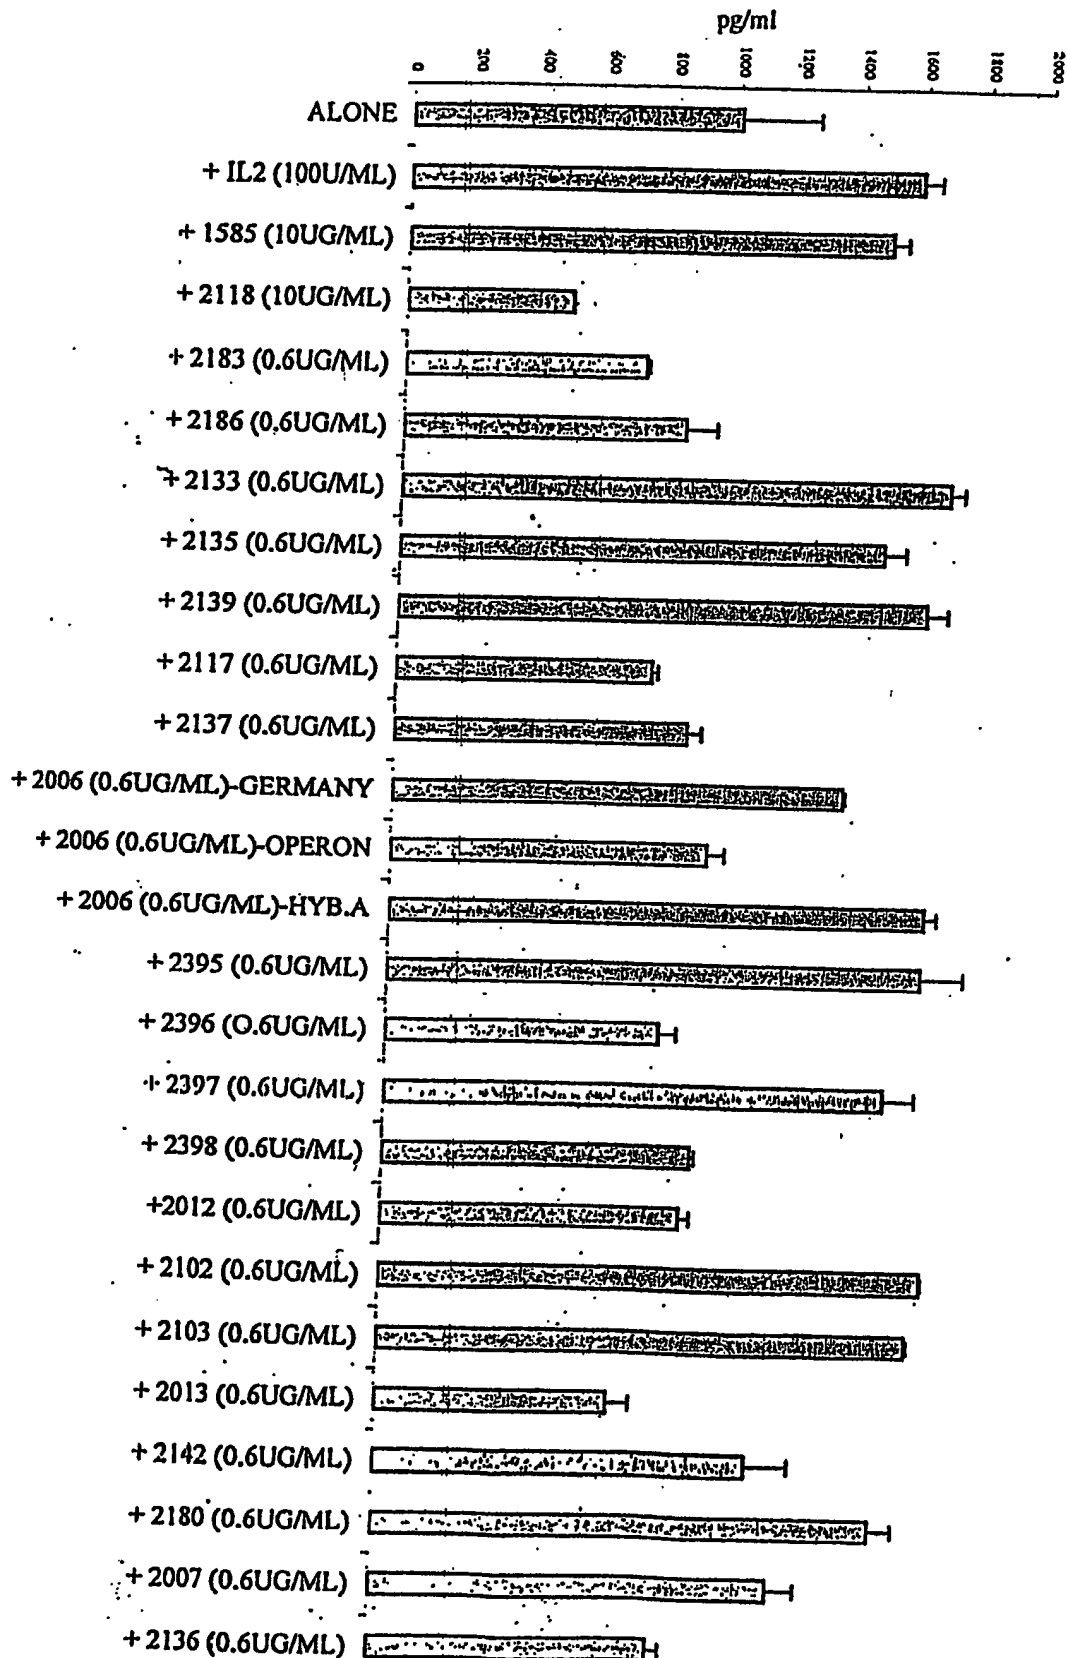 pg/ml
0 200 400 600 800 1000 1200 1400 1600 1800 2000
ALONE
+ IL2 (100U/ML)
+ 1585 (10UG/ML)
+ 2118 (10UG/ML)
+ 2183 (0.6UG/ML)
+ 2186 (0.6UG/ML)
+ 2133 (0.6UG/ML)
+ 2135 (0.6UG/ML)
+ 2139 (0.6UG/ML)
+ 2117 (0.6UG/ML)
+ 2137 (0.6UG/ML)
+ 2006 (0.6UG/ML)-GERMANY
+ 2006 (0.6UG/ML)-OPERON
+ 2006 (0.6UG/ML)-HYB.A
+ 2395 (0.6UG/ML)
+ 2396 (O.6UG/ML)
+ 2397 (0.6UG/ML)
+ 2398 (0.6UG/ML)
+2012 (0.6UG/ML)
+ 2102 (0.6UG/ML)
+ 2103 (0.6UG/ML)
+ 2013 (0.6UG/ML)
+ 2142 (0.6UG/ML)
+ 2180 (0.6UG/ML)
+ 2007 (0.6UG/ML)
+ 2136 (0.6UG/ML)